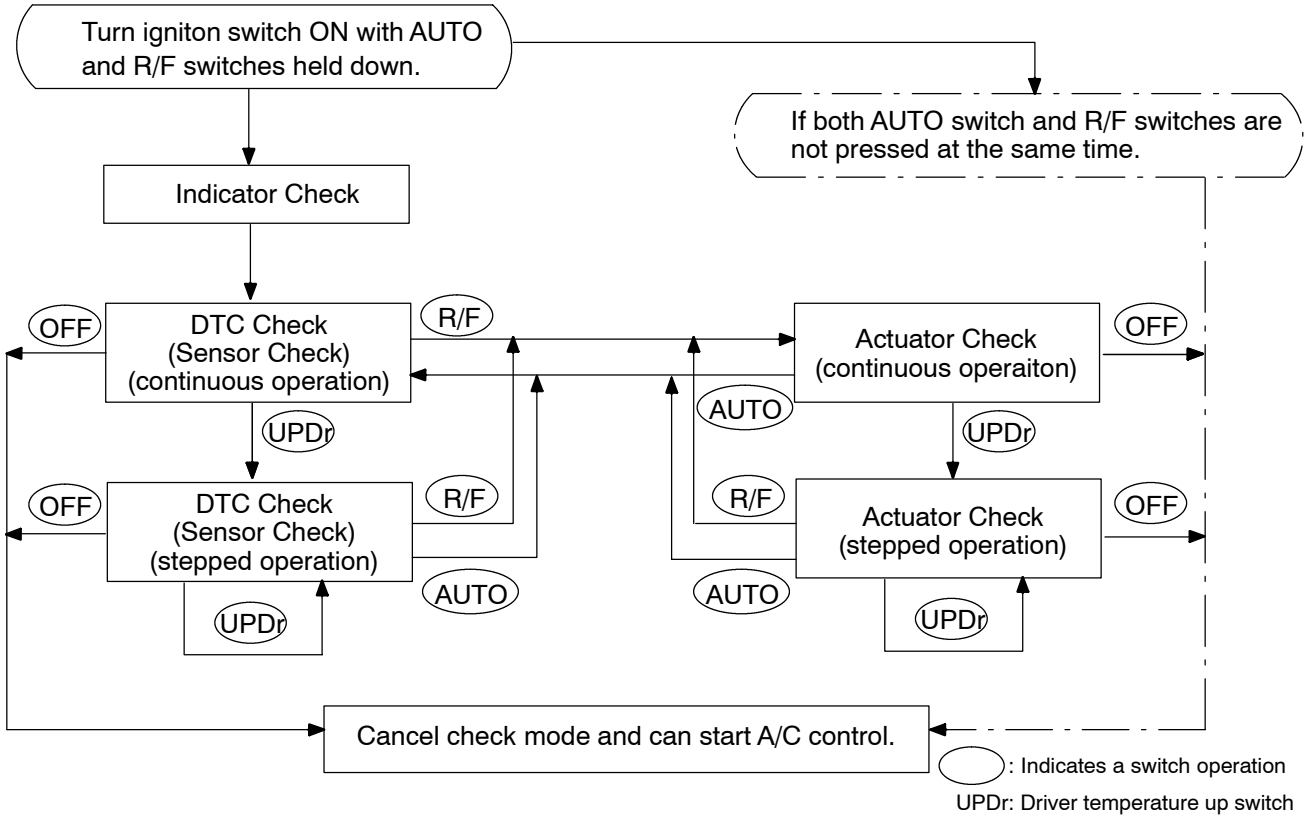 Turn igniton switch ON with AUTO
and R/F switches held down.
If both AUTO switch and R/F switches are
not pressed at the same time.
Indicator Check
OFF
DTC Check
(Sensor Check)
(continuous operation)
R/F
Actuator Check
(continuous operaiton)
OFF
AUTO
UPDr
UPDr
OFF
DTC Check
(Sensor Check)
(stepped operation)
R/F
AUTO
R/F
AUTO
Actuator Check
(stepped operation)
OFF
UPDr
UPDr
Cancel check mode and can start A/C control.
: Indicates a switch operation
UPDr: Driver temperature up switch